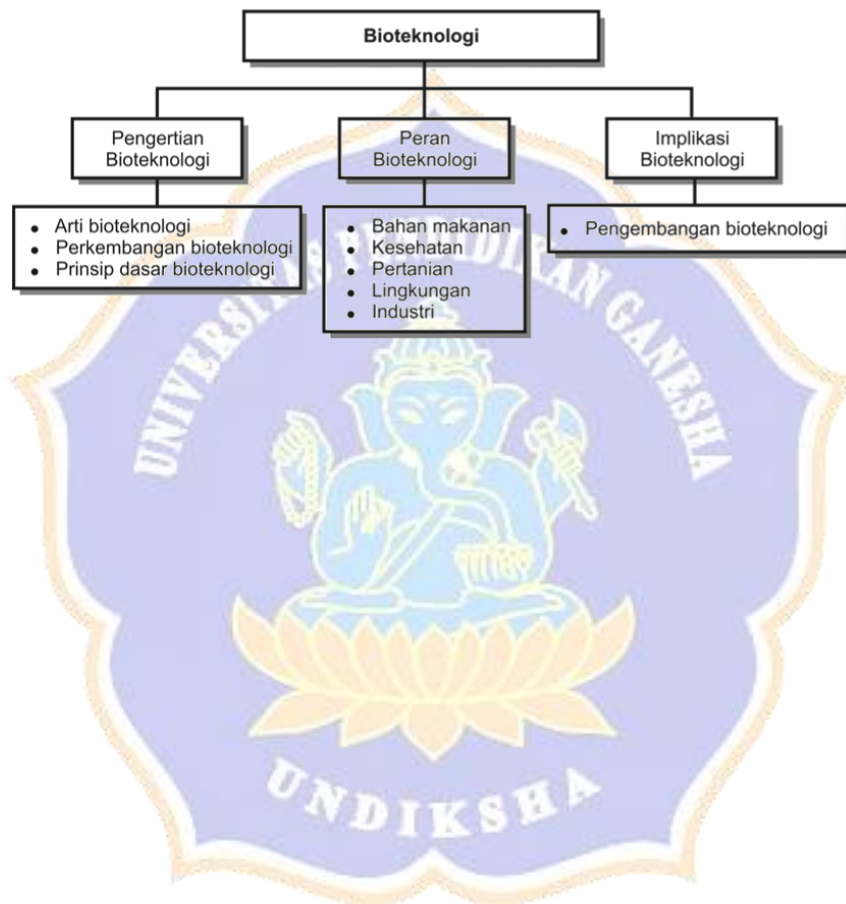 Bioteknologi
Pengertian
Bioteknologi
Peran
Bioteknologi
Implikasi
Bioteknologi
• Arti bioteknologi
• Perkembangan bioteknologi
• Prinsip dasar bioteknologi
• Bahan makanan
• Kesehatan
• Pertanian
• Lingkungan
• Industri
• Pengembangan bioteknologi
UNIVERSITAS PENDIDIKAN GANESHA
UNDIKSHA